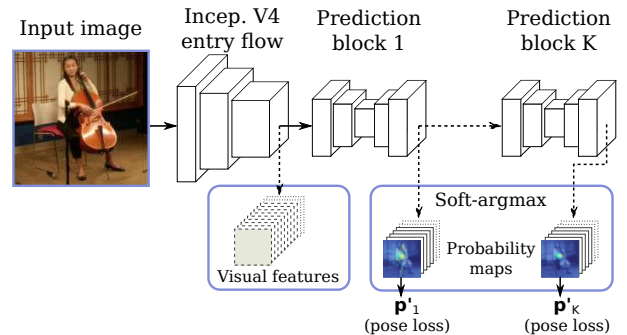 Input image
Incep. V4
entry flow
Prediction
block 1
Prediction
block K
Visual features
Soft-argmax
Probability
maps
p'1
(pose loss)
p'K
(pose loss)